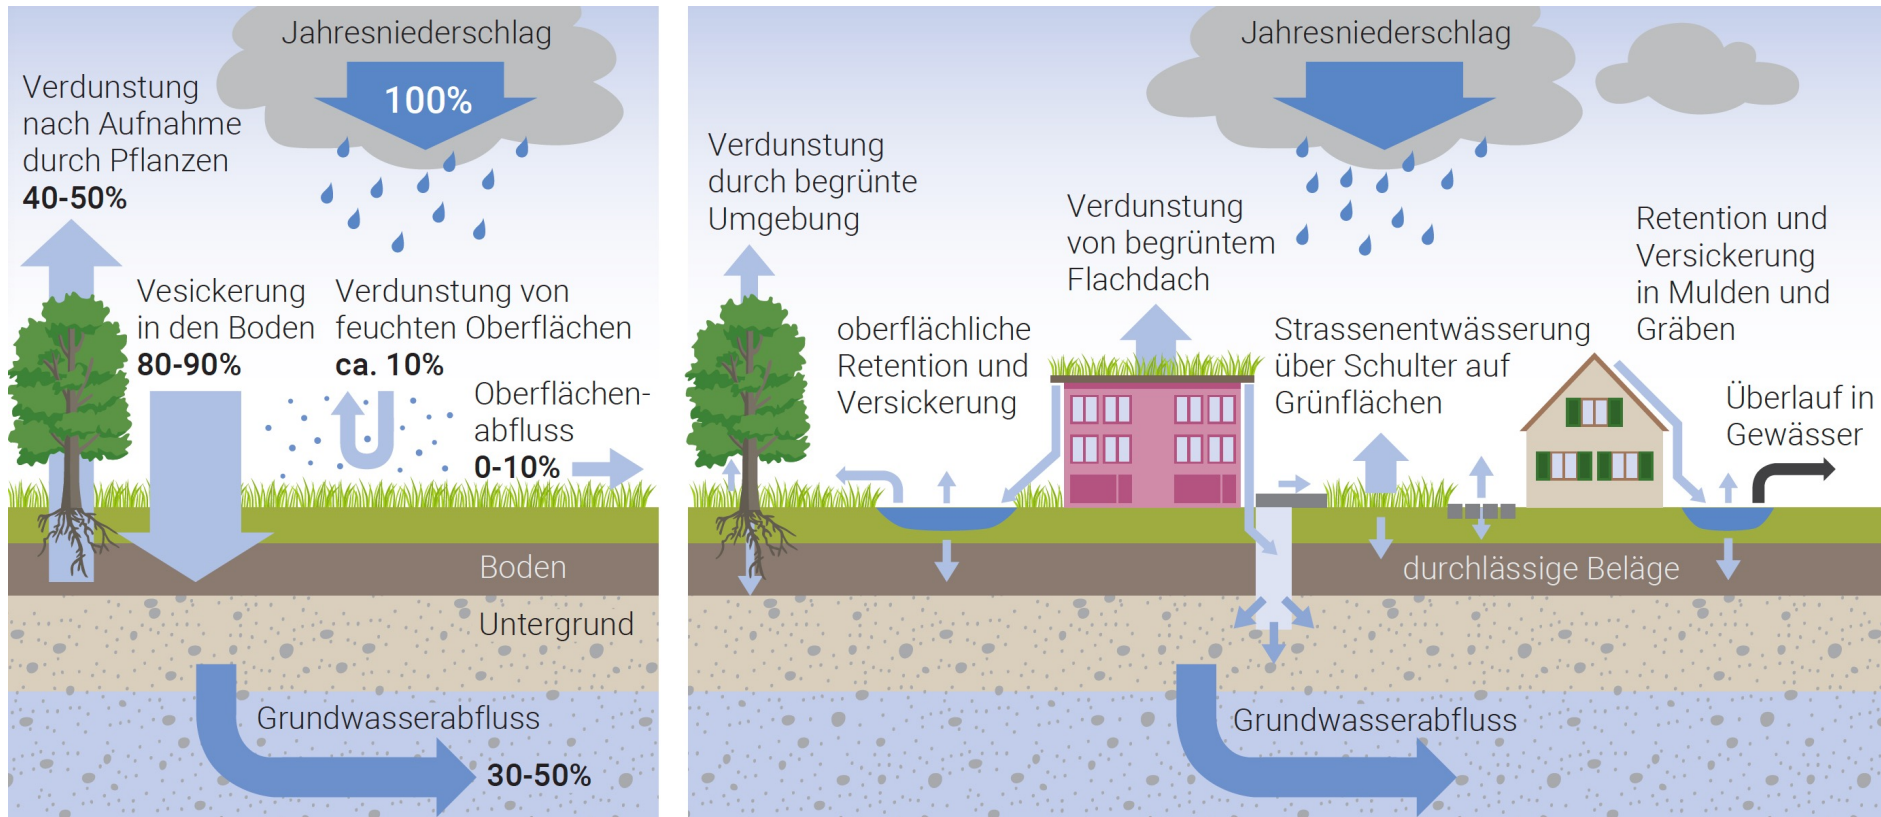 Jahresniederschlag
100%
Verdunstung
nach Aufnahme
durch Pflanzen
40-50%
Vesickerung
in den Boden
80-90%
Verdunstung von
feuchten Oberflächen
ca. 10%
Oberflächen-
abfluss
0-10%
Boden
Untergrund
Grundwasserabfluss
30-50%
Jahresniederschlag
Verdunstung
durch begrünte
Umgebung
Verdunstung
von begrüntem
Flachdach
Retention und
Versickerung
in Mulden und
Gräben
oberflächliche
Retention und
Versickerung
Strassenentwässerung
über Schulter auf
Grünflächen
Überlauf in
Gewässer
durchlässige Beläge
Grundwasserabfluss